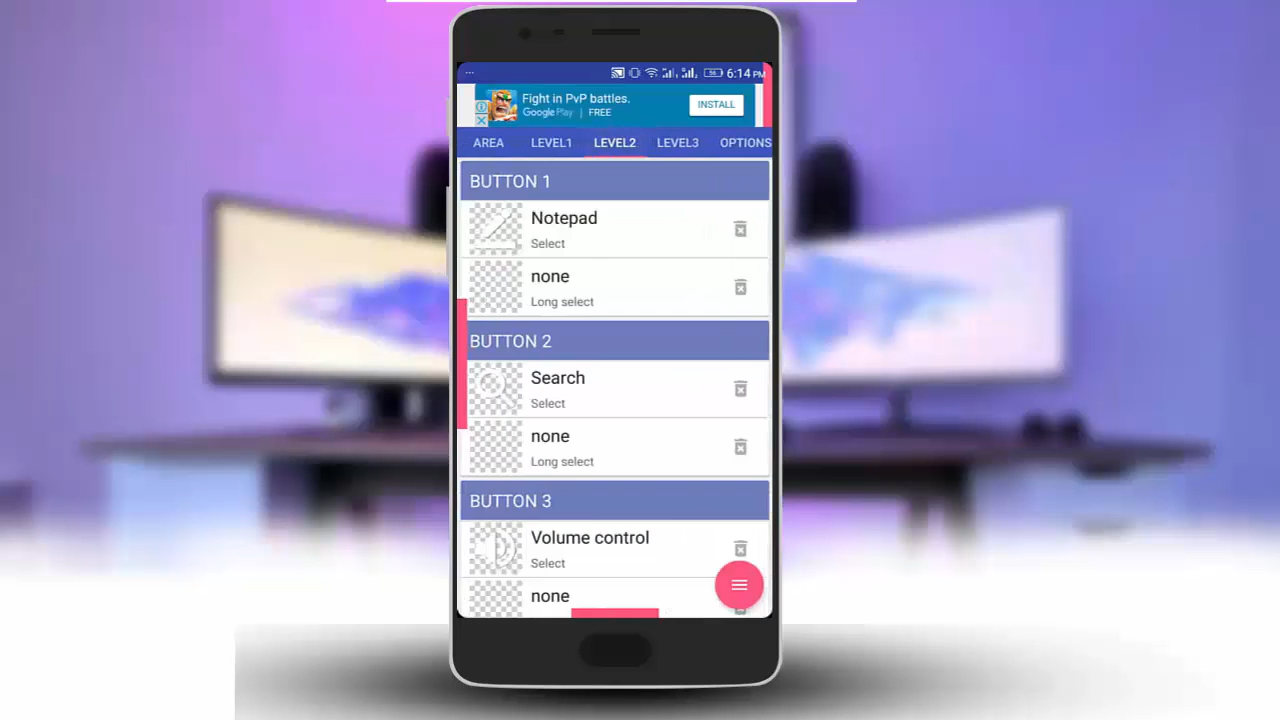 6:14 PM
Fight in PvP battles.
Google Play | FREE
INSTALL
AREA LEVEL1 LEVEL2 LEVEL3 OPTIONS
BUTTON 1
Notepad
Select
none
Long select
BUTTON 2
Search
Select
none
Long select
BUTTON 3
Volume control
Select
none